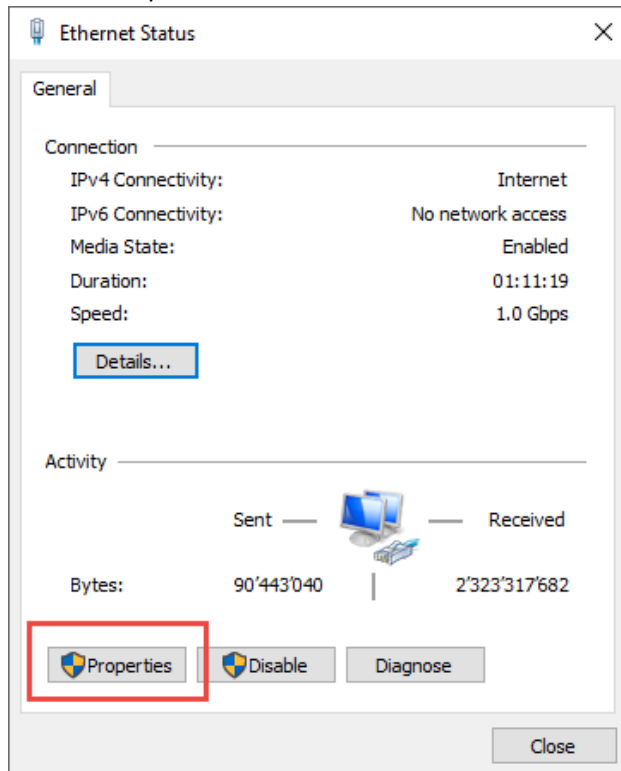 Ethernet Status
General
Connection
IPv4 Connectivity: Internet
IPv6 Connectivity: No network access
Media State: Enabled
Duration: 01:11:19
Speed: 1.0 Gbps
Details...
Activity
Sent Received
Bytes: 90'443'040 2'323'317'682
Properties Disable Diagnose
Close